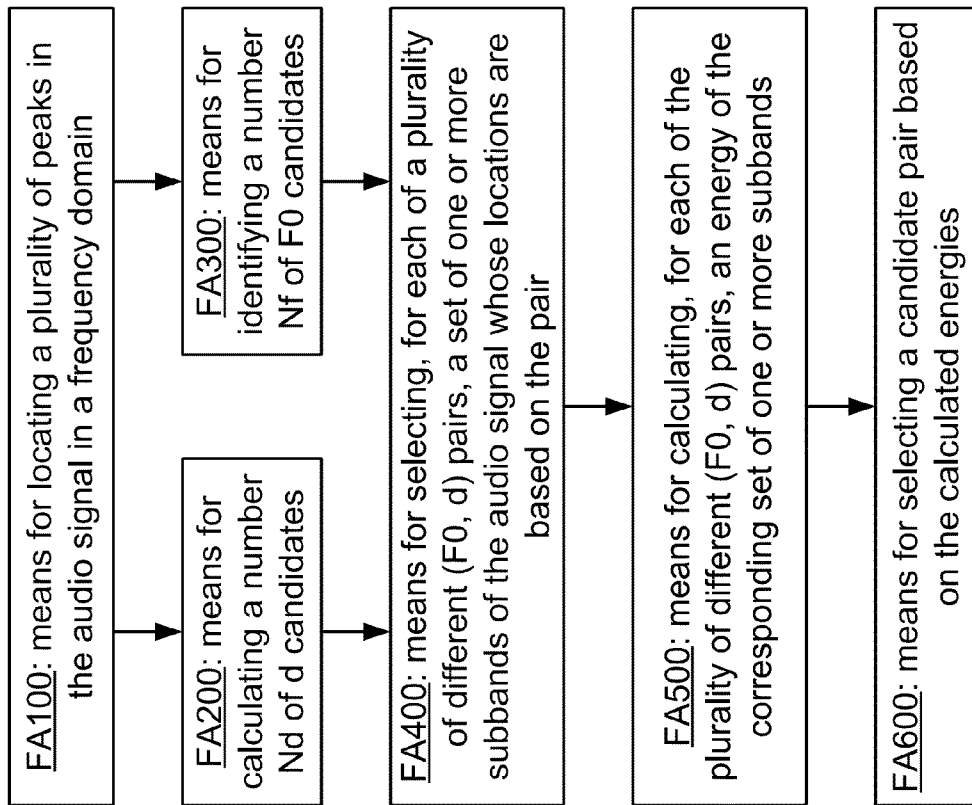 FA100: means for locating a plurality of peaks in
the audio signal in a frequency domain
FA200: means for
calculating a number
Nd of d candidates
FA300: means for
identifying a number
Nf of F0 candidates
FA400: means for selecting, for each of a plurality
of different (F0, d) pairs, a set of one or more
subbands of the audio signal whose locations are
based on the pair
FA500: means for calculating, for each of the
plurality of different (F0, d) pairs, an energy of the
corresponding set of one or more subbands
FA600: means for selecting a candidate pair based
on the calculated energies